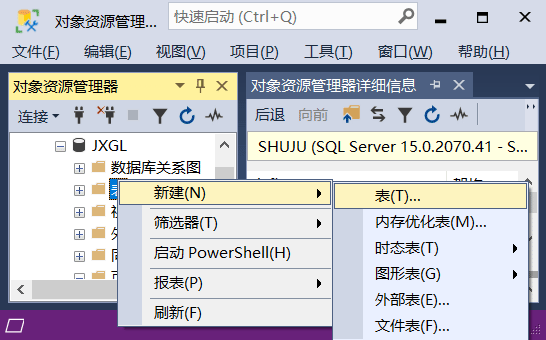 对象资源管理...
快速启动 (Ctrl+Q)
文件(F) 编辑(E) 视图(V) 项目(P) 工具(T) 窗口(W) 帮助(H)
对象资源管理器
对象资源管理器详细信息
连接
后退 向前
JXGL
SHUJU (SQL Server 15.0.2070.41 - S...
数据库关系图
新建(N)
筛选器(T)
启动 PowerShell(H)
报表(P)
刷新(F)
表(T)...
内存优化表(M)...
时态表(T)
图形表(G)
外部表(E)...
文件表(F)...